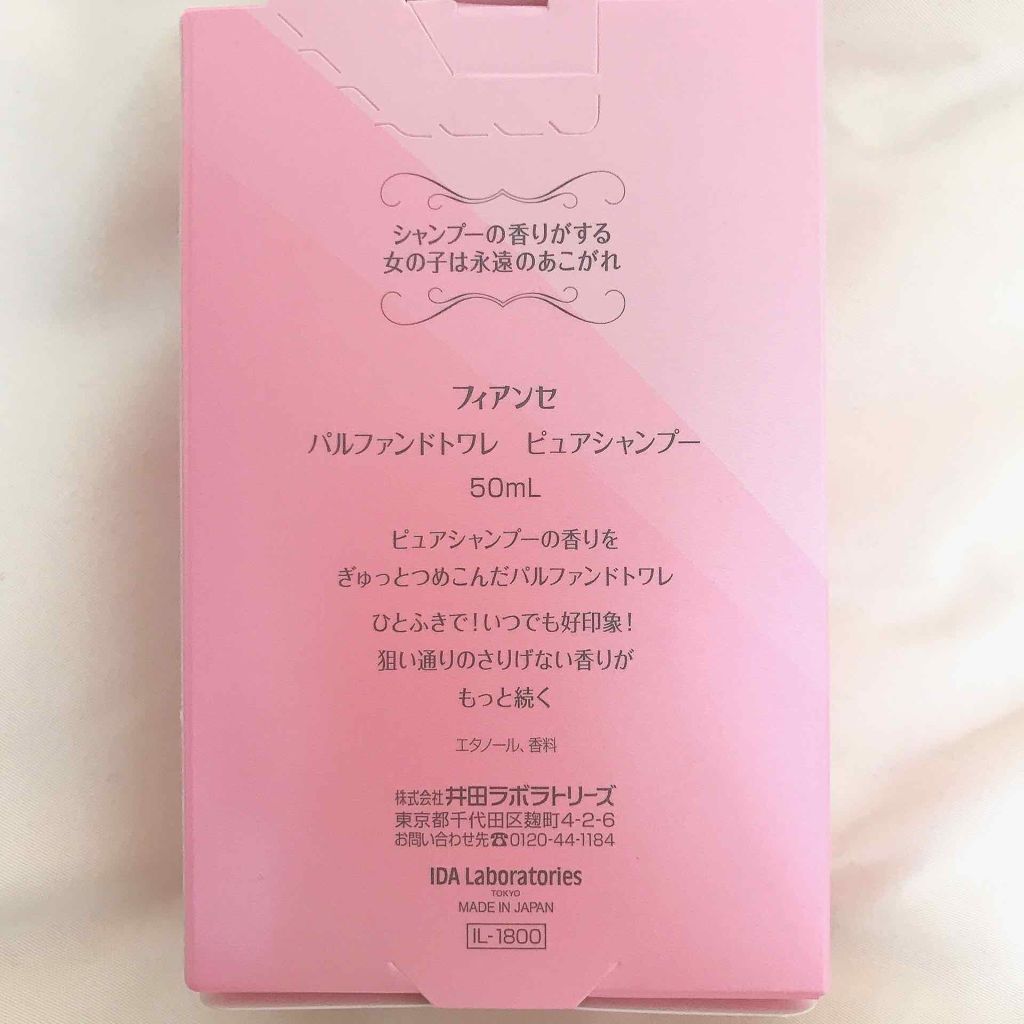 シャンプーの香りがする
女の子は永遠のあこがれ
フィアンセ
パルファンドトワレ ピュアシャンプー
50mL
ピュアシャンプーの香りを
ぎゅっとつめこんだパルファンドトワレ
ひとふきで!いつでも好印象!
狙い通りのさりげない香りが
もっと続く
エタノール、香料
株式会社井田ラボラトリーズ
東京都千代田区麹町4-2-6
お問い合わせ先☎0120-44-1184
IDA Laboratories
TOKYO
MADE IN JAPAN
IL-1800